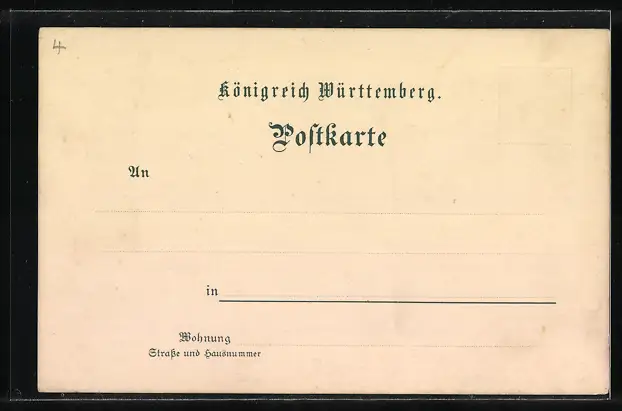 4
Königreich Württemberg.
Poſtkarte
An
in
Wohnung
Straße und Hausnummer